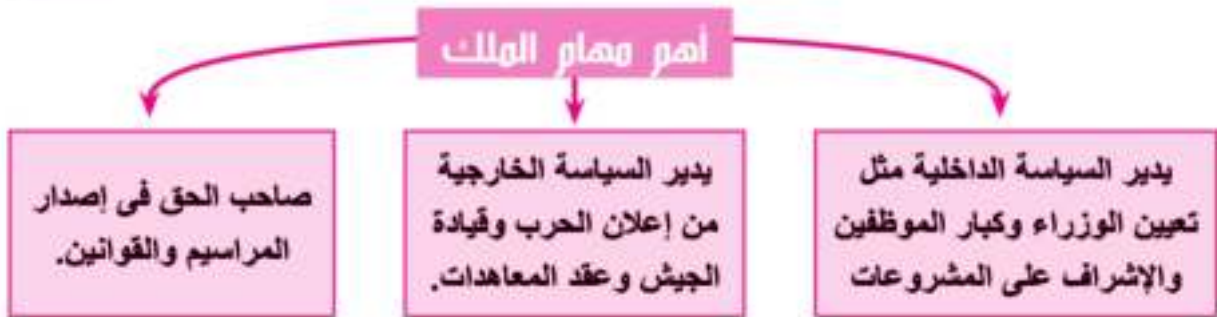 أهم مهام الملك
يدير السياسة الداخلية مثل
تعيين الوزراء وكبار الموظفين
والإشراف على المشروعات
يدير السياسة الخارجية
من إعلان الحرب وقيادة
الجيش وعقد المعاهدات.
صاحب الحق فى إصدار
المراسيم والقوانين.